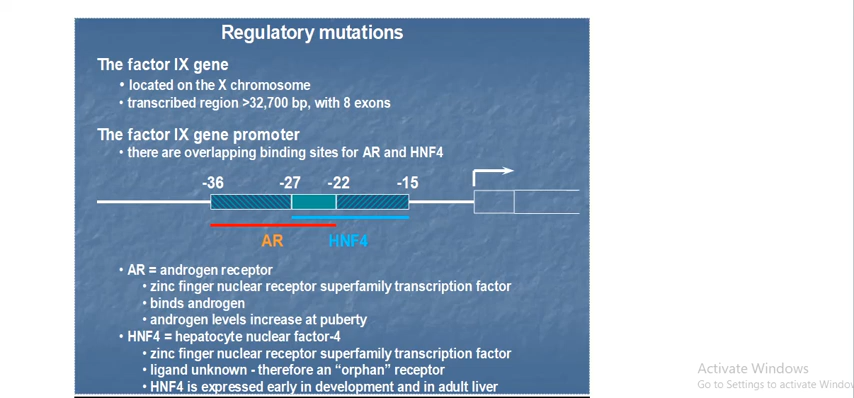 Regulatory mutations
The factor IX gene
• located on the X chromosome
• transcribed region >32,700 bp, with 8 exons
The factor IX gene promoter
• there are overlapping binding sites for AR and HNF4
-36 -27 -22 -15
AR HNF4
• AR = androgen receptor
• zinc finger nuclear receptor superfamily transcription factor
• binds androgen
• androgen levels increase at puberty
• HNF4 = hepatocyte nuclear factor-4
• zinc finger nuclear receptor superfamily transcription factor
• ligand unknown - therefore an “orphan” receptor
• HNF4 is expressed early in development and in adult liver
Activate Windows
Go to Settings to activate Window